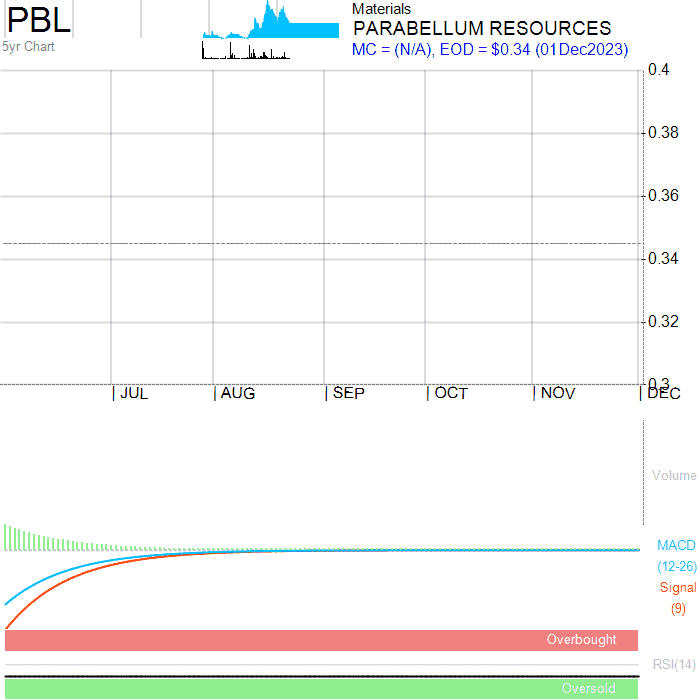 PBL
5yr Chart
Materials
PARABELLUM RESOURCES
MC = (N/A), EOD = $0.34 (01Dec2023)
0.4
0.38
0.36
0.34
0.32
0.3
JUL AUG SEP OCT NOV DEC
Volume
MACD
(12-26)
Signal
(9)
Overbought
RSI(14)
Oversold